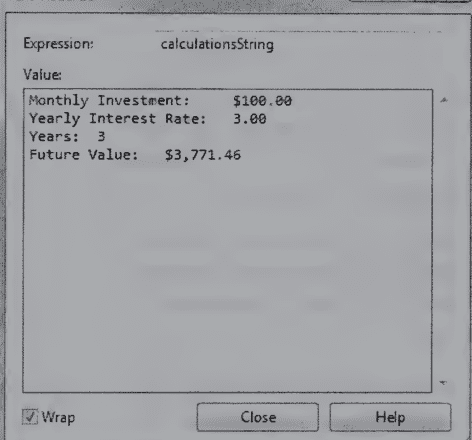 Expression: calculationsString
Value:
Monthly Investment: $100.00
Yearly Interest Rate: 3.00
Years: 3
Future Value: $3,771.46
Wrap
Close Help